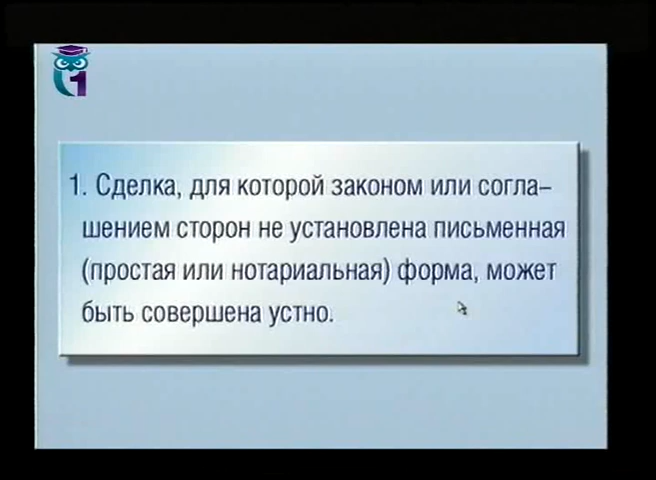 1
1. Сделка, для которой законом или согла-
шением сторон не установлена письменная
(простая или нотариальная) форма, может
быть совершена устно.